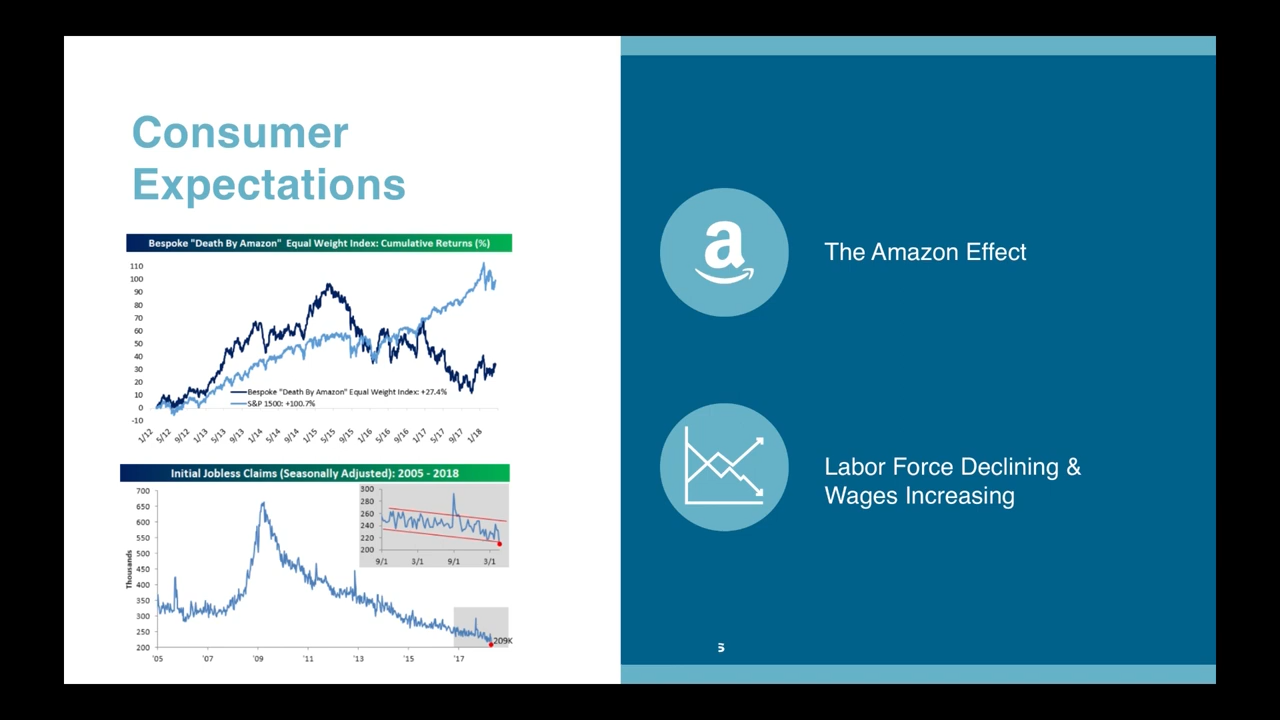 Consumer
Expectations
Bespoke "Death By Amazon" Equal Weight Index: Cumulative Returns (%)
110
100
90
80
70
60
50
40
30
20
10
0
-10
Bespoke "Death By Amazon" Equal Weight Index: +27.4%
S&P 1500: +100.7%
1/12 5/12 9/12 1/13 5/13 9/13 1/14 5/14 9/14 1/15 5/15 9/15 1/16 5/16 9/16 1/17 5/17 9/17 1/18
Initial Jobless Claims (Seasonally Adjusted): 2005 - 2018
Thousands
700
650
600
550
500
450
400
350
300
250
200
'05 '07 '09 '11 '13 '15 '17
300
280
260
240
220
200
9/1 3/1 9/1 3/1
209K
a
The Amazon Effect
Labor Force Declining &
Wages Increasing
s